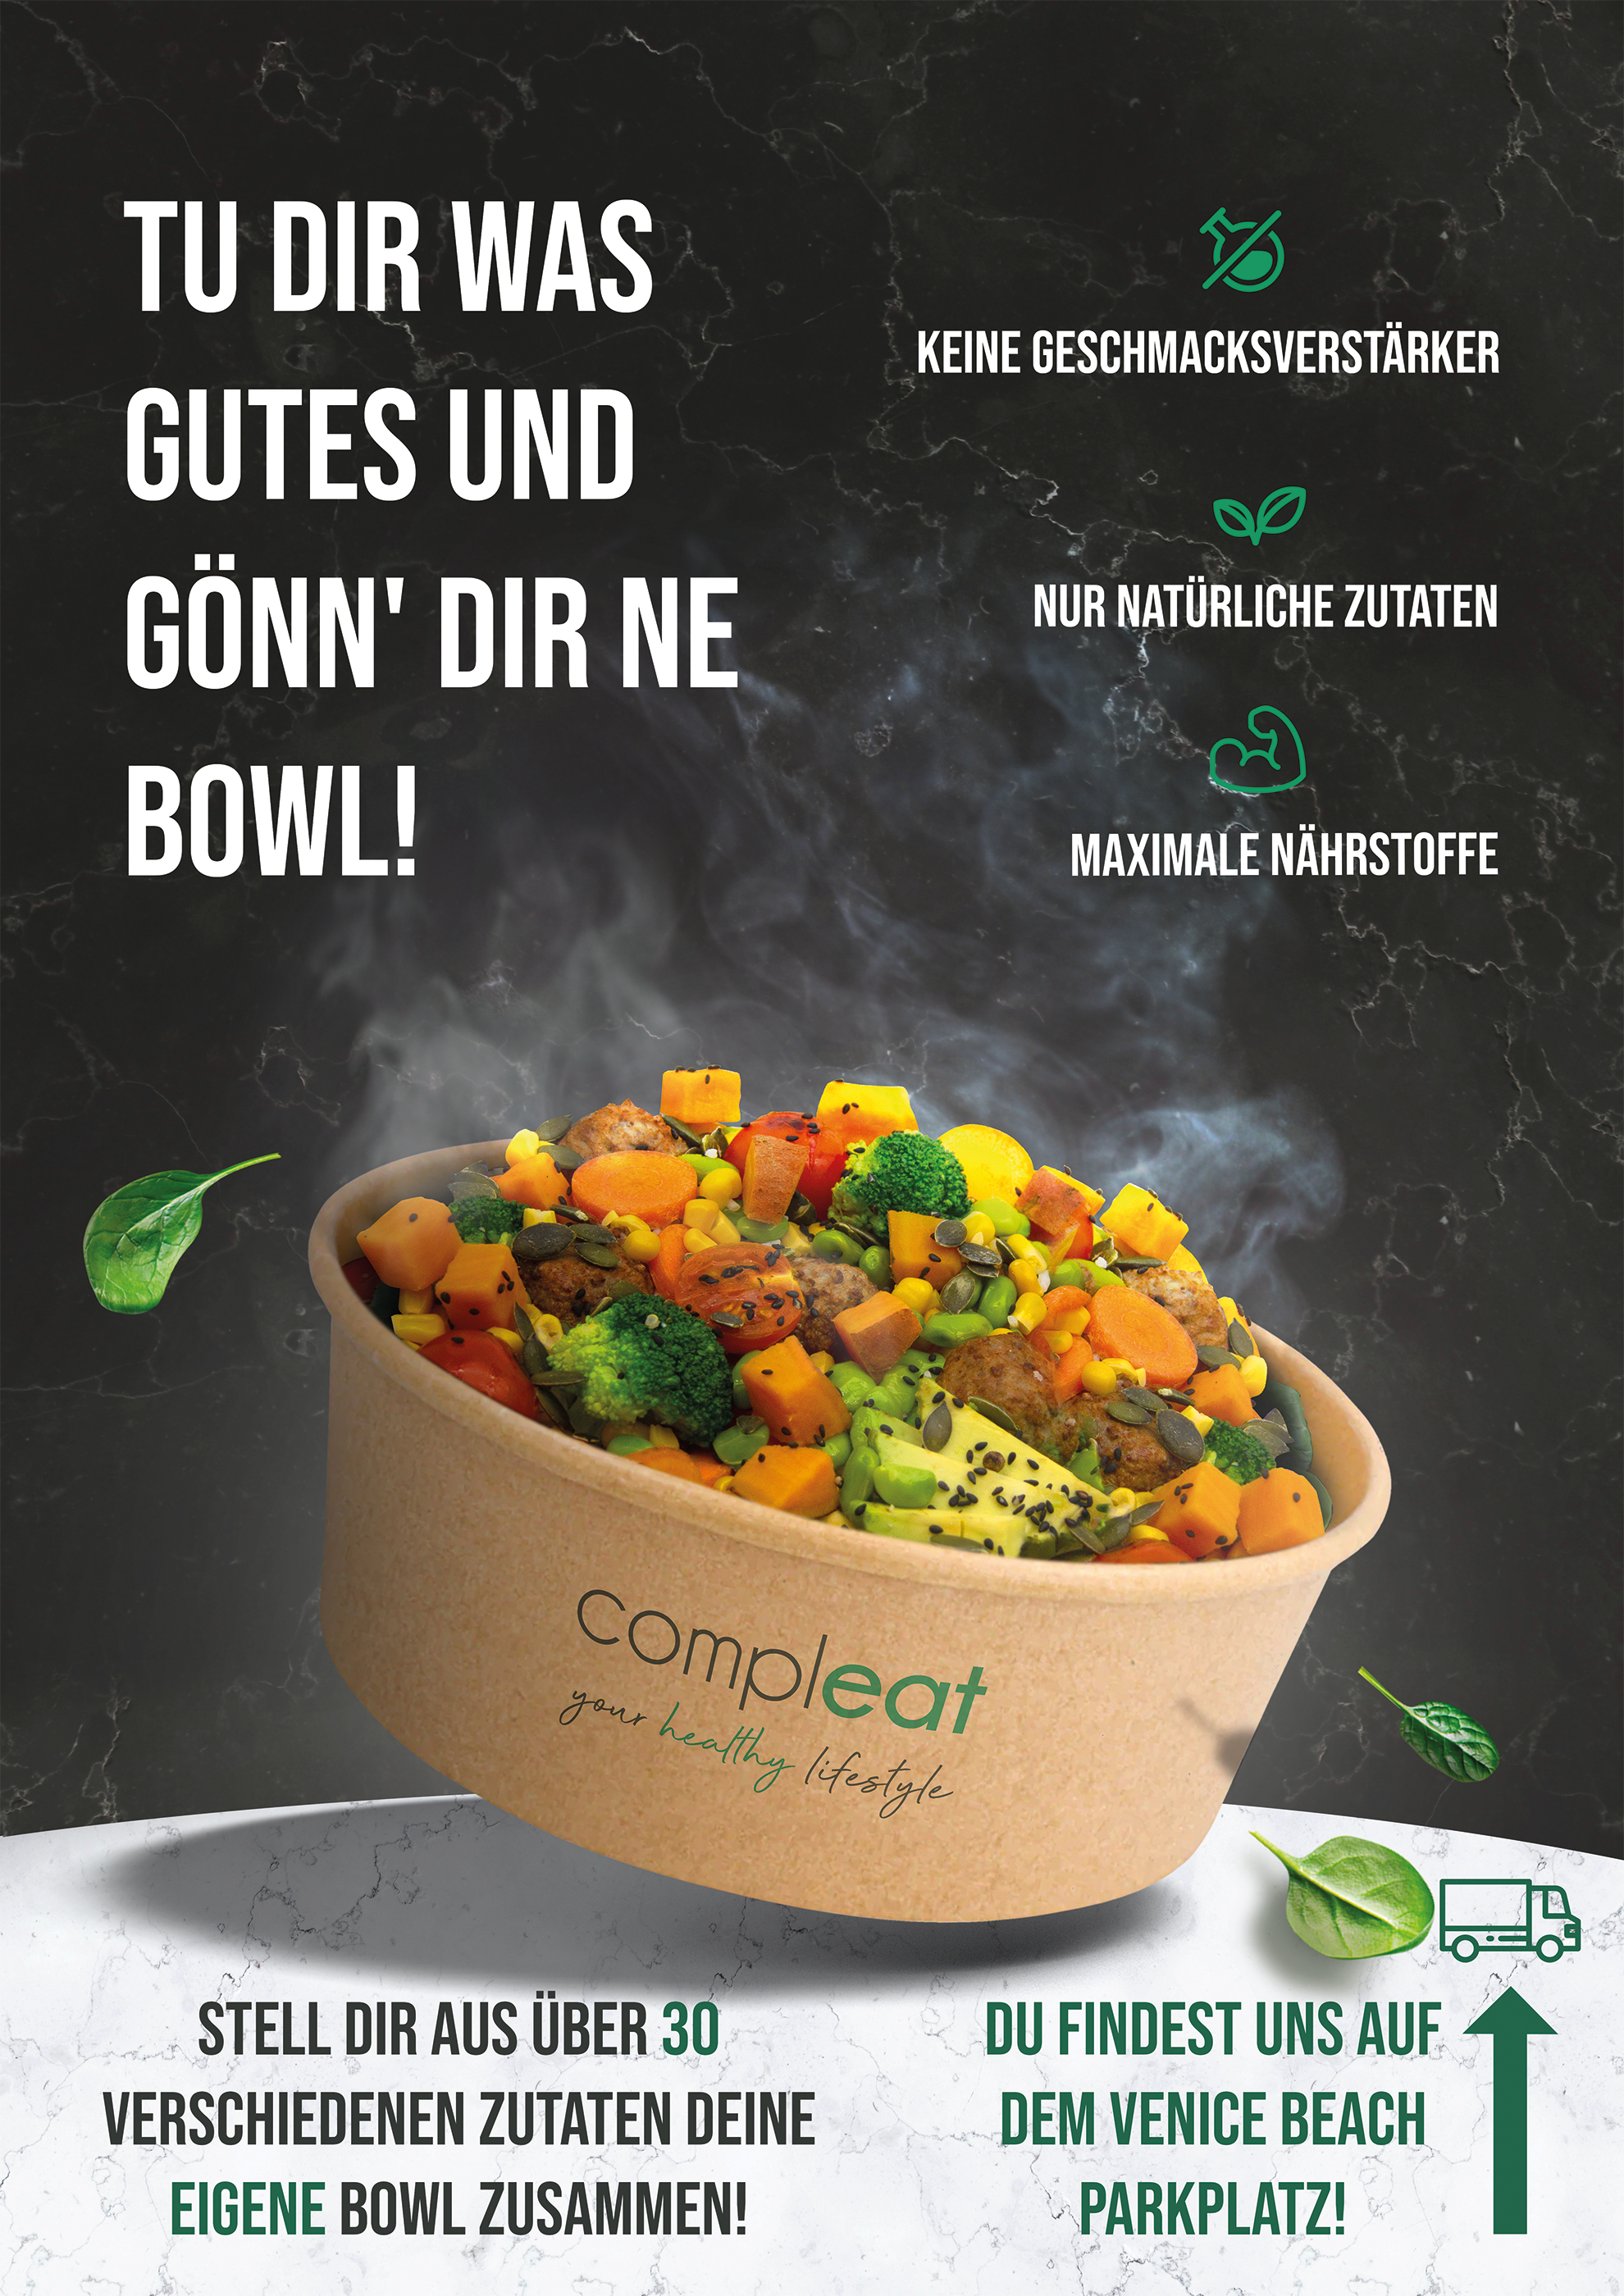 TU DIR WAS
GUTES UND
GÖNN' DIR NE
BOWL!
KEINE GESCHMACKSVERSTÄRKER
NUR NATÜRLICHE ZUTATEN
MAXIMALE NÄHRSTOFFE
compleat
your healthy lifestyle
STELL DIR AUS ÜBER 30
VERSCHIEDENEN ZUTATEN DEINE
EIGENE BOWL ZUSAMMEN!
DU FINDEST UNS AUF
DEM VENICE BEACH
PARKPLATZ!